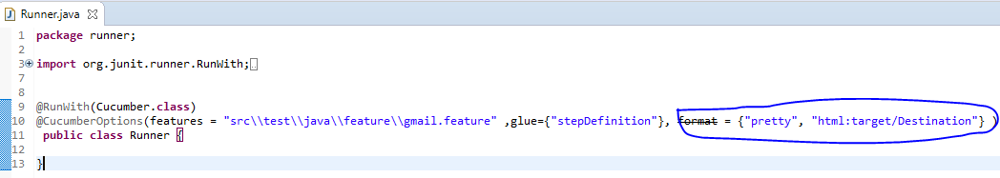 Runner.java
1 package runner;
2
3 import org.junit.runner.RunWith;
7
8
9 @RunWith(Cucumber.class)
10 @CucumberOptions(features = "src\\test\\java\\feature\\gmail.feature" ,glue={"stepDefinition"}, format = {"pretty", "html:target/Destination"} )
11 public class Runner {
12
13 }